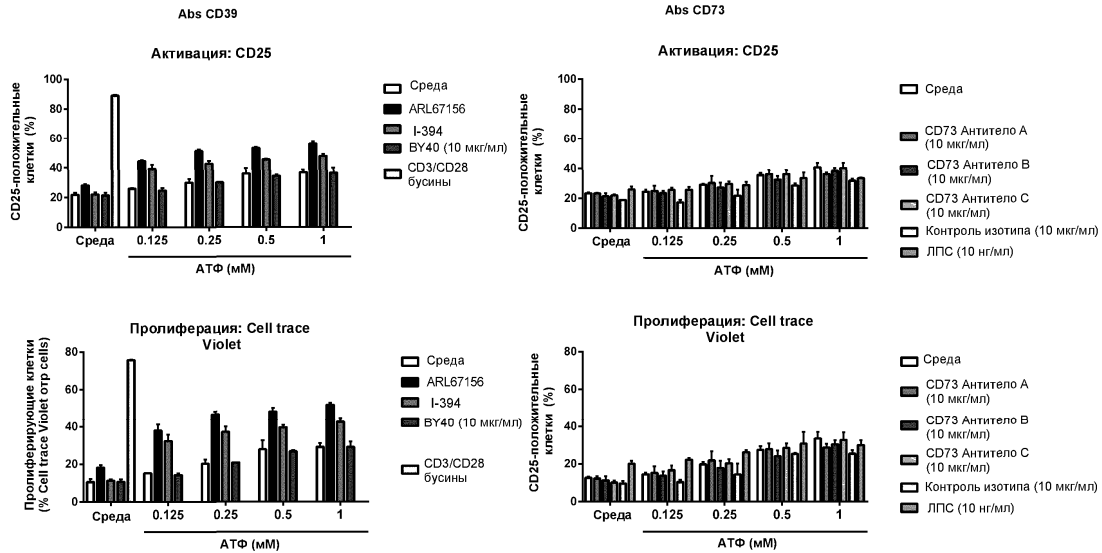 Abs CD39
Активация: CD25
CD25-положительные
клетки (%)
100
80
60
40
20
0
Среда
0.125
0.25
0.5
1
АТФ (мМ)
Среда
ARL67156
I-394
BY40 (10 мкг/мл)
CD3/CD28
бусины
Abs CD73
Активация: CD25
CD25-положительные
клетки (%)
100
80
60
40
20
0
Среда
0.125
0.25
0.5
1
АТФ (мМ)
Среда
CD73 Антитело A
(10 мкг/мл)
CD73 Антитело B
(10 мкг/мл)
CD73 Антитело C
(10 мкг/мл)
Контроль изотипа (10 мкг/мл)
ЛПС (10 нг/мл)
Пролиферация: Cell trace
Violet
Пролиферирующие клетки
(% Cell trace Violet отр cells)
80
60
40
20
0
Среда
0.125
0.25
0.5
1
АТФ (мМ)
Среда
ARL67156
I-394
BY40 (10 мкг/мл)
CD3/CD28
бусины
Пролиферация: Cell trace
Violet
CD25-положительные
клетки (%)
80
60
40
20
0
Среда
0.125
0.25
0.5
1
АТФ (мМ)
Среда
CD73 Антитело A
(10 мкг/мл)
CD73 Антитело B
(10 мкг/мл)
CD73 Антитело C
(10 мкг/мл)
Контроль изотипа (10 мкг/мл)
ЛПС (10 нг/мл)